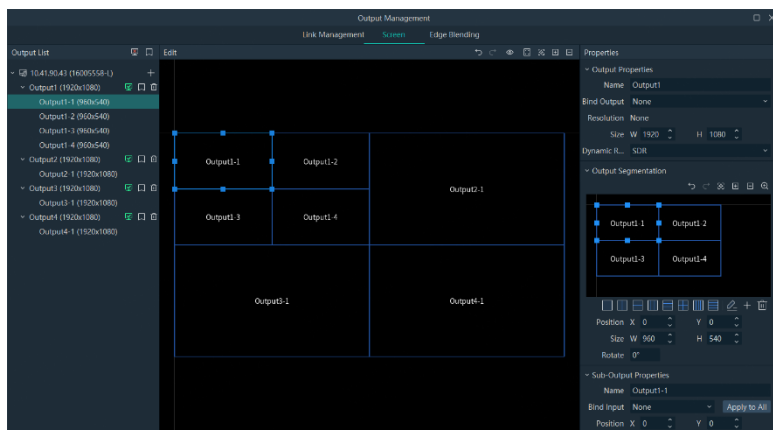 Output Management
Link Management Screen Edge Blending
Output List
10.41.90.43 (16005558-L)
Output1 (1920x1080)
Output1-1 (960x540)
Output1-2 (960x540)
Output1-3 (960x540)
Output1-4 (960x540)
Output2 (1920x1080)
Output2-1 (1920x1080)
Output3 (1920x1080)
Output3-1 (1920x1080)
Output4 (1920x1080)
Output4-1 (1920x1080)
Edit
Output1-1 Output1-2
Output2-1
Output1-3 Output1-4
Output3-1 Output4-1
Properties
Output Properties
Name Output1
Bind Output None
Resolution None
Size W 1920 H 1080
Dynamic R... SDR
Output Segmentation
Output1-1 Output1-2
Output1-3 Output1-4
Position X 0 Y 0
Size W 960 H 540
Rotate 0°
Sub-Output Properties
Name Output1-1
Bind Input None Apply to All
Position X 0 Y 0